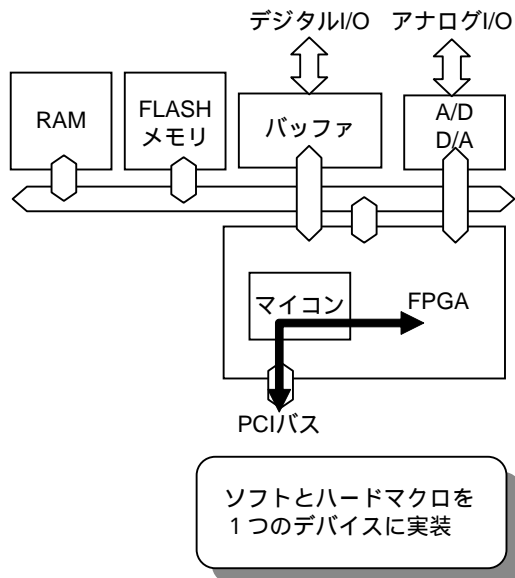 デジタルI/O アナログI/O
RAM
FLASH
メモリ
バッファ
A/D
D/A
マイコン
FPGA
PCIバス
ソフトとハードマクロを
1つのデバイスに実装